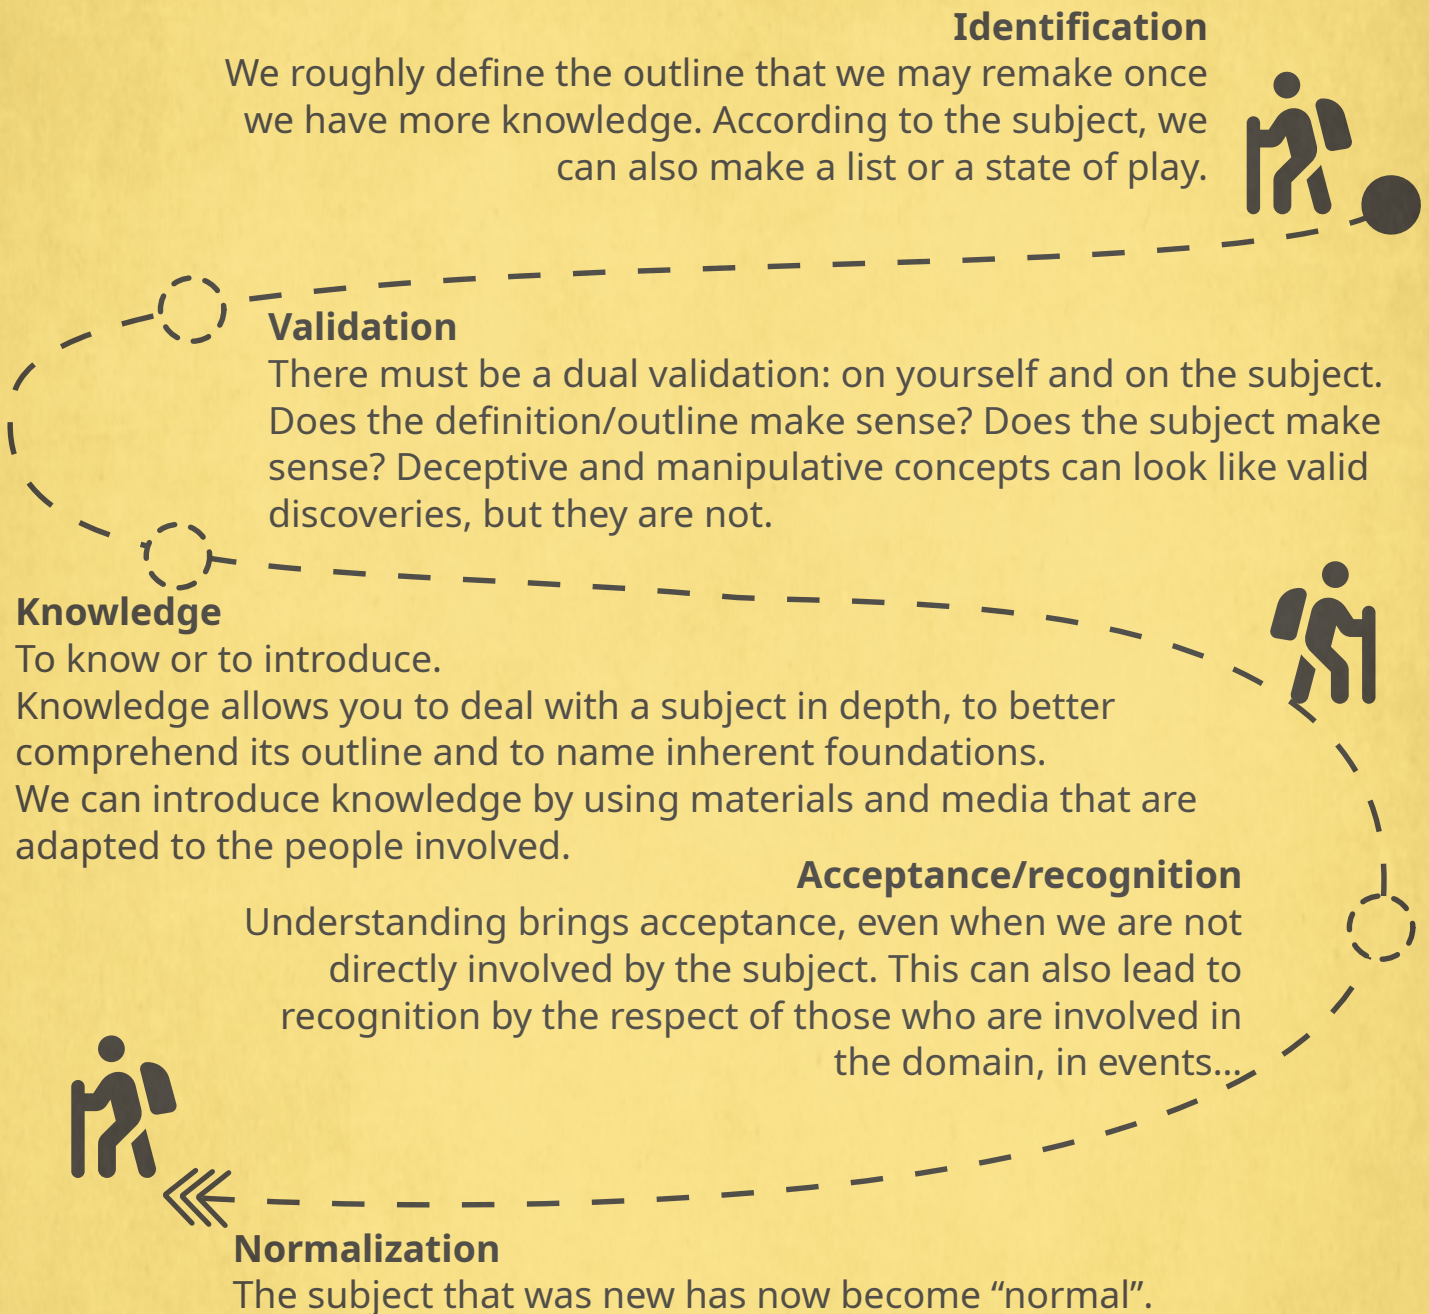 Identification
We roughly define the outline that we may remake once
we have more knowledge. According to the subject, we
can also make a list or a state of play.
Validation
There must be a dual validation: on yourself and on the subject.
Does the definition/outline make sense? Does the subject make
sense? Deceptive and manipulative concepts can look like valid
discoveries, but they are not.
Knowledge
To know or to introduce.
Knowledge allows you to deal with a subject in depth, to better
comprehend its outline and to name inherent foundations.
We can introduce knowledge by using materials and media that are
adapted to the people involved.
Acceptance/recognition
Understanding brings acceptance, even when we are not
directly involved by the subject. This can also lead to
recognition by the respect of those who are involved in
the domain, in events...
Normalization
The subject that was new has now become “normal”.